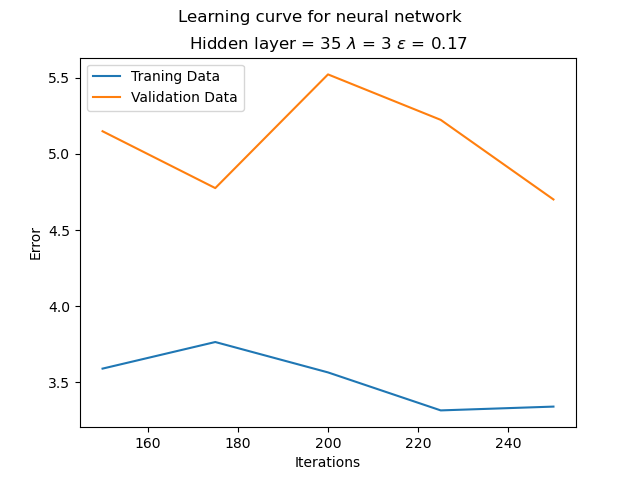 Learning curve for neural network
Hidden layer = 35 λ = 3 ε = 0.17
Traning Data
Validation Data
5.5
5.0
4.5
4.0
3.5
Error
160 180 200 220 240
Iterations